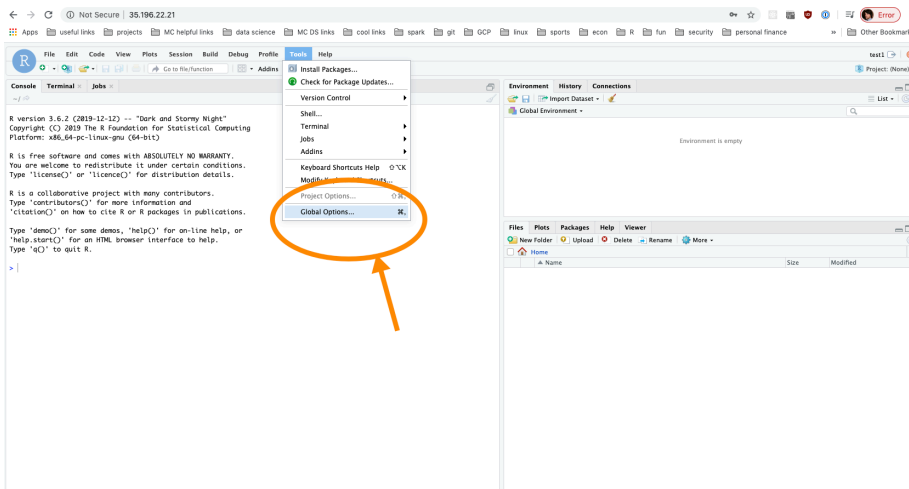 Not Secure | 35.196.22.21
Error
Apps useful links projects MC helpful links data science MC DS links cool links spark git GCP linux sports econ R fun security personal finance » Other Bookmark
R File Edit Code View Plots Session Build Debug Profile Tools Help test1
Go to file/function Addins Project: (None)
Install Packages...
Check for Package Updates...
Version Control
Shell...
Terminal
Jobs
Addins
Keyboard Shortcuts Help ⇧⌥K
Modify Keyboard Shortcuts...
Project Options... ⇧⌘,
Global Options... ⌘,
Console Terminal × Jobs ×
~/
R version 3.6.2 (2019-12-12) -- "Dark and Stormy Night"
Copyright (C) 2019 The R Foundation for Statistical Computing
Platform: x86_64-pc-linux-gnu (64-bit)
R is free software and comes with ABSOLUTELY NO WARRANTY.
You are welcome to redistribute it under certain conditions.
Type 'license()' or 'licence()' for distribution details.
R is a collaborative project with many contributors.
Type 'contributors()' for more information and
'citation()' on how to cite R or R packages in publications.
Type 'demo()' for some demos, 'help()' for on-line help, or
'help.start()' for an HTML browser interface to help.
Type 'q()' to quit R.
>
Environment History Connections
Import Dataset List
Global Environment
Environment is empty
Files Plots Packages Help Viewer
New Folder Upload Delete Rename More
Home
Name Size Modified